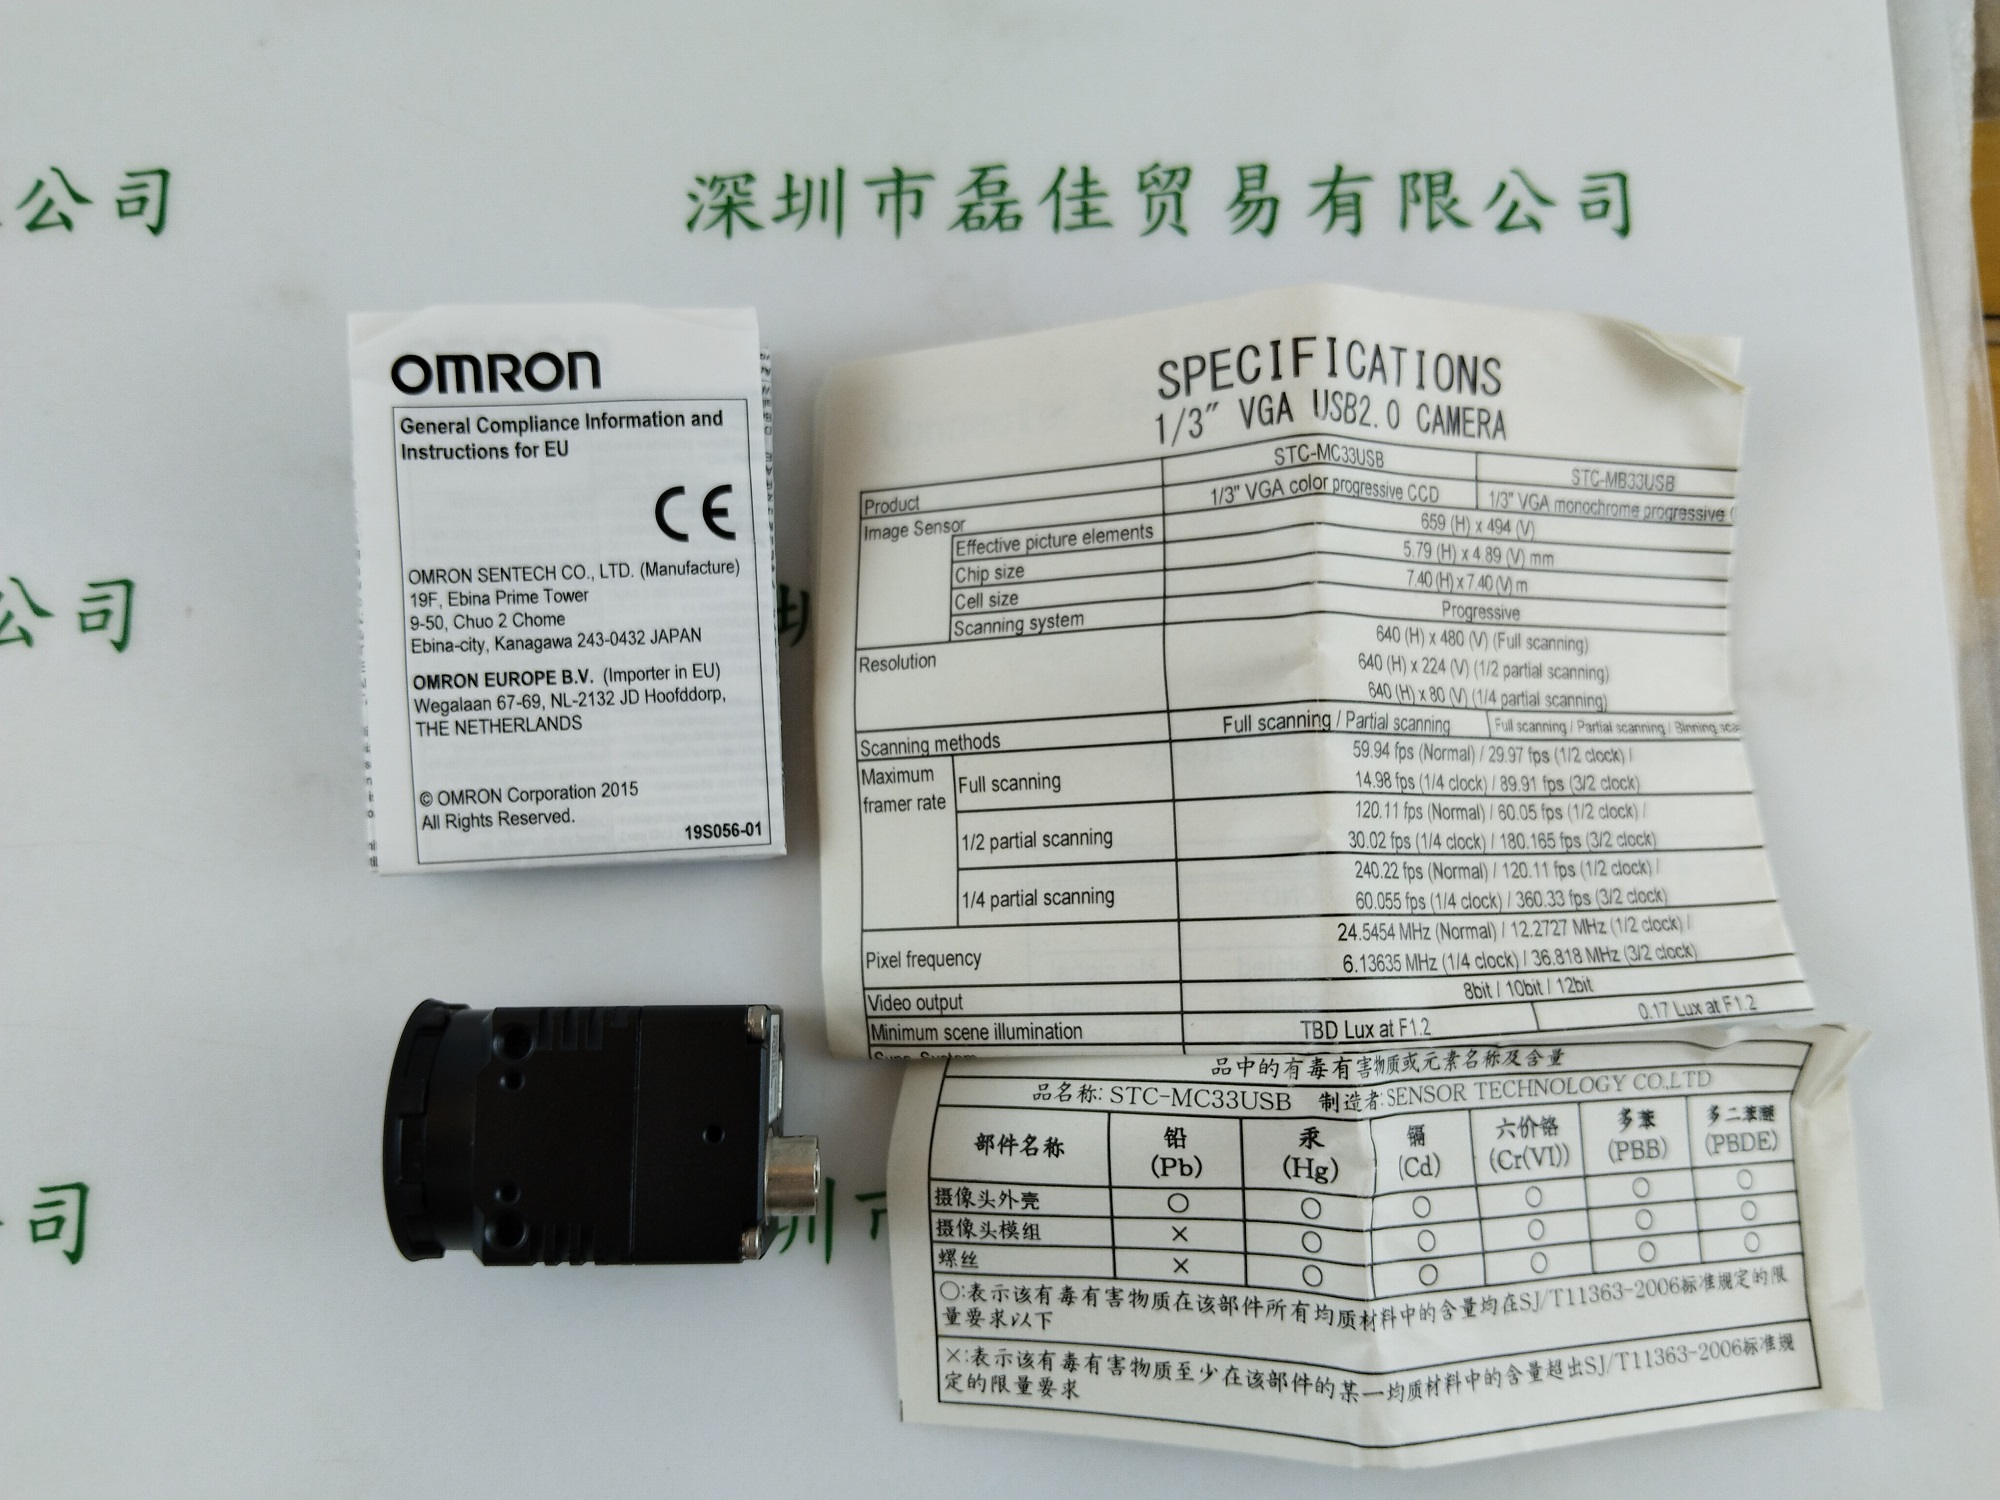 公司
深圳市磊佳贸易有限公司
OMRON
General Compliance Information and
Instructions for EU
CE
OMRON SENTECH CO., LTD. (Manufacture)
19F, Ebina Prime Tower
9-50, Chuo 2 Chome
Ebina-city, Kanagawa 243-0432 JAPAN
OMRON EUROPE B.V. (Importer in EU)
Wegalaan 67-69, NL-2132 JD Hoofddorp,
THE NETHERLANDS
© OMRON Corporation 2015
All Rights Reserved.
19S056-01
公司
SPECIFICATIONS
1/3" VGA USB2.0 CAMERA
Product STC-MC33USB STC-MB33USB
Image Sensor 1/3" VGA color progressive CCD 1/3" VGA monochrome progressive
Effective picture elements 659 (H) x 494 (V)
Chip size 5.79 (H) x 4.89 (V) mm
Cell size 7.40 (H) x 7.40 (V) m
Scanning system Progressive
Resolution 640 (H) x 480 (V) (Full scanning)
640 (H) x 224 (V) (1/2 partial scanning)
640 (H) x 80 (V) (1/4 partial scanning)
Scanning methods Full scanning / Partial scanning Full scanning / Partial scanning / Binning
Maximum
framer rate
Full scanning 59.94 fps (Normal) / 29.97 fps (1/2 clock) /
14.98 fps (1/4 clock) / 89.91 fps (3/2 clock)
1/2 partial scanning 120.11 fps (Normal) / 60.05 fps (1/2 clock) /
30.02 fps (1/4 clock) / 180.165 fps (3/2 clock)
1/4 partial scanning 240.22 fps (Normal) / 120.11 fps (1/2 clock) /
60.055 fps (1/4 clock) / 360.33 fps (3/2 clock)
Pixel frequency 24.5454 MHz (Normal) / 12.2727 MHz (1/2 clock) /
6.13635 MHz (1/4 clock) / 36.818 MHz (3/2 clock)
Video output 8bit / 10bit / 12bit
Minimum scene illumination TBD Lux at F1.2 0.17 Lux at F1.2
品中的有毒有害物质或元素名称及含量
品名称: STC-MC33USB 制造者:SENSOR TECHNOLOGY CO.,LTD
部件名称 铅 汞 镉 六价铬 多苯 多二苯醚
(Pb) (Hg) (Cd) (Cr(VI)) (PBB) (PBDE)
摄像头外壳 ○ ○ ○ ○ ○ ○
摄像头模组 × ○ ○ ○ ○ ○
螺丝 × ○ ○ ○ ○ ○
○:表示该有毒有害物质在该部件所有均质材料中的含量均在SJ/T11363-2006标准规定的限
量要求以下
×:表示该有毒有害物质至少在该部件的某一均质材料中的含量超出SJ/T11363-2006标准规
定的限量要求
司
圳